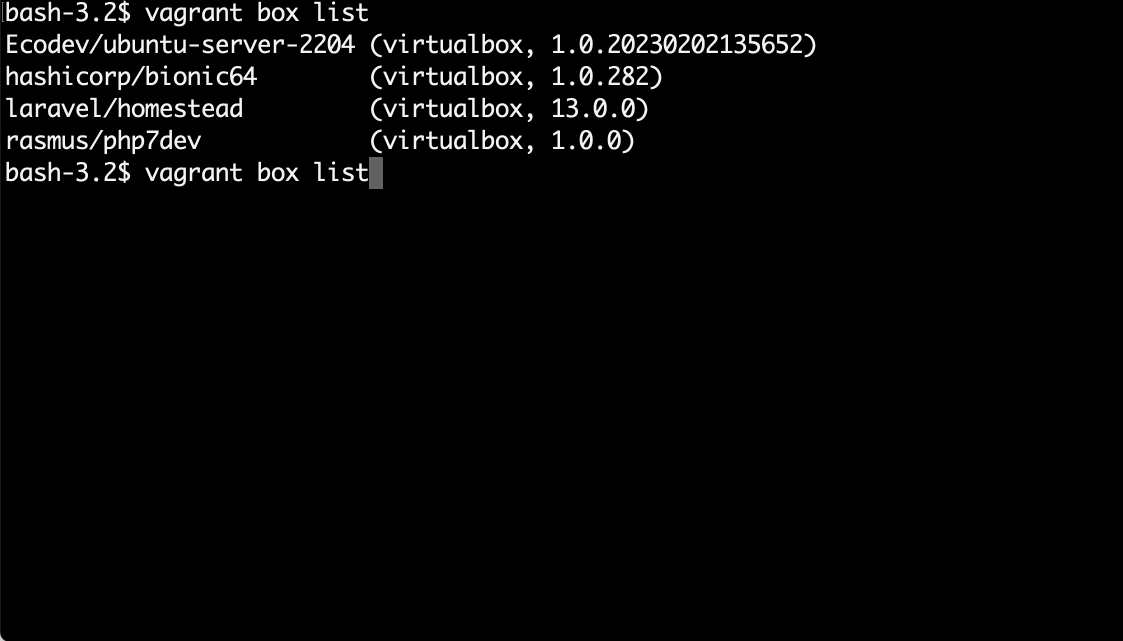 bash-3.2$ vagrant box list
Ecodev/ubuntu-server-2204 (virtualbox, 1.0.20230202135652)
hashicorp/bionic64        (virtualbox, 1.0.282)
laravel/homestead         (virtualbox, 13.0.0)
rasmus/php7dev            (virtualbox, 1.0.0)
bash-3.2$ vagrant box list